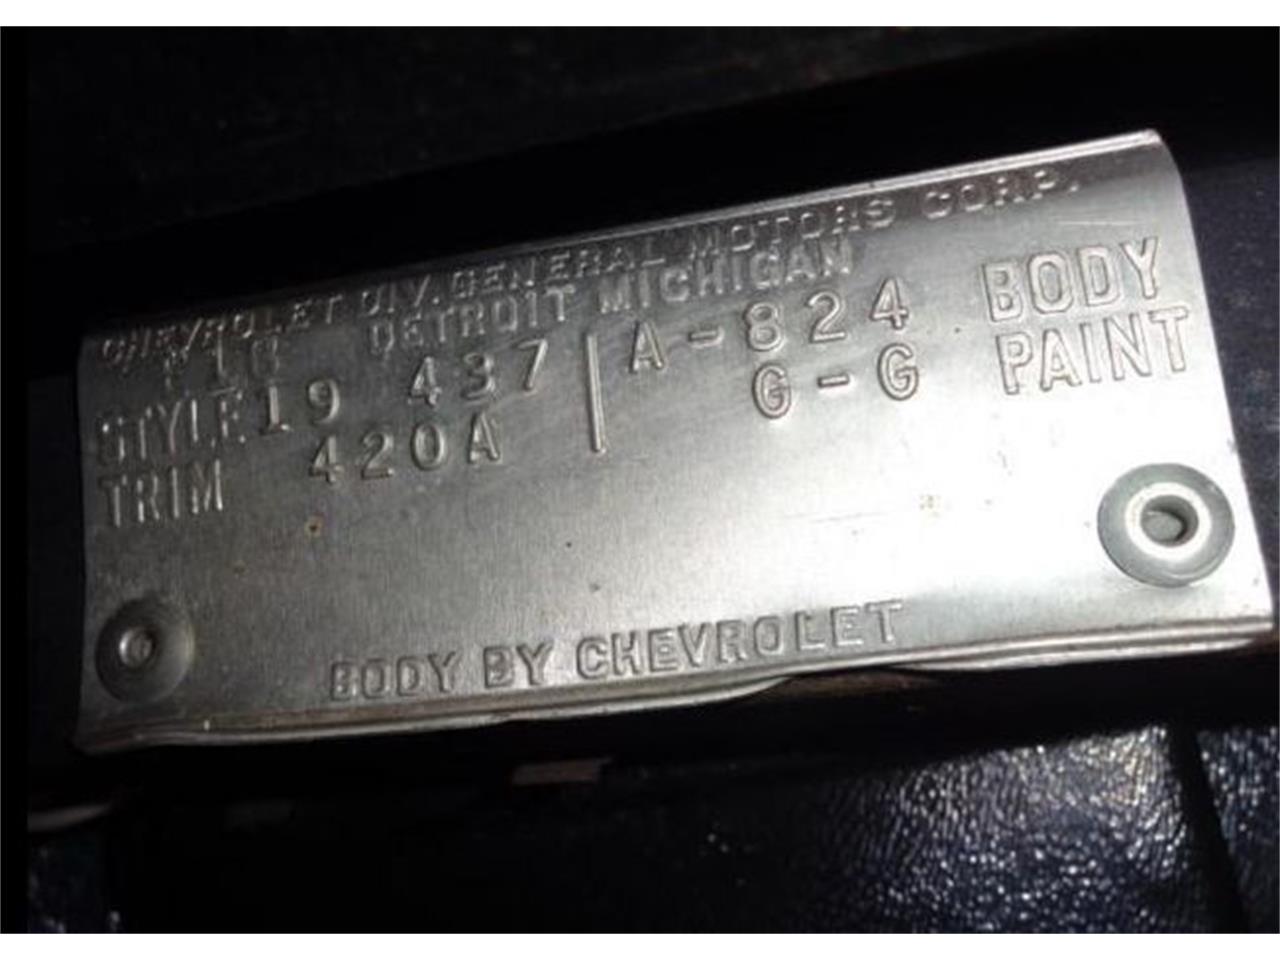 CHEVROLET DIV. GENERAL MOTORS CORP.
DETROIT MICHIGAN
STYLE 19 437 | A-824 BODY
TRIM 420A G-G PAINT
BODY BY CHEVROLET